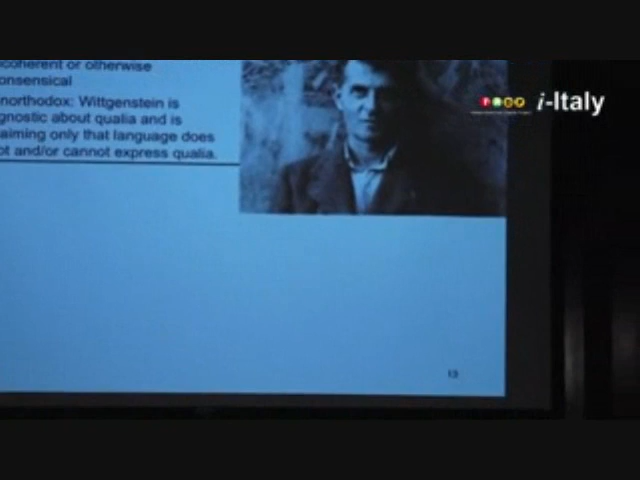 coherent or otherwise
onsensical
northodox: Wittgenstein is
gnostic about qualia and is
aiming only that language does
ot and/or cannot express qualia.
i-Italy
13